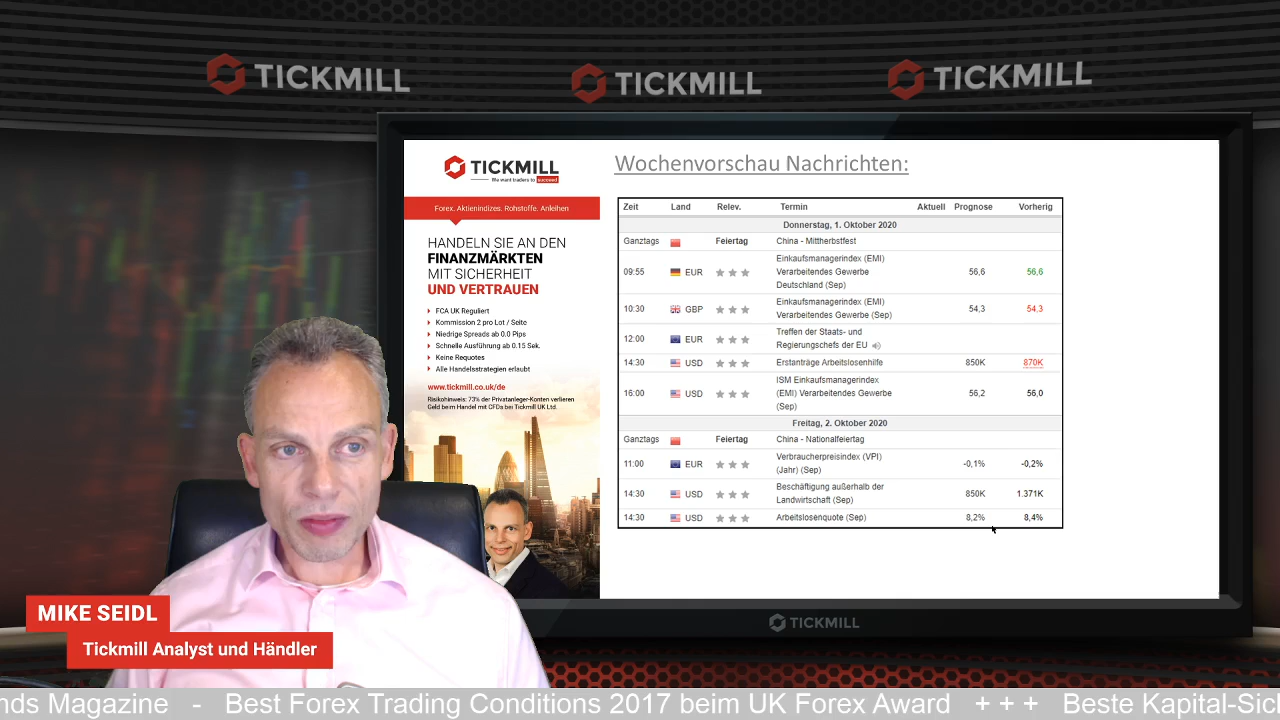 TICKMILL
TICKMILL
TICKMILL
TICKMILL
We want traders to succeed
Forex. Aktienindizes. Rohstoffe. Anleihen
HANDELN SIE AN DEN
FINANZMÄRKTEN
MIT SICHERHEIT
UND VERTRAUEN
FCA UK Reguliert
Kommission 2 pro Lot / Seite
Niedrige Spreads ab 0.0 Pips
Schnelle Ausführung ab 0.15 Sek.
Keine Requotes
Alle Handelsstrategien erlaubt
www.tickmill.co.uk/de
Risikohinweis: 73% der Privatanleger-Konten verlieren
Geld beim Handel mit CFDs bei Tickmill UK Ltd.
Wochenvorschau Nachrichten:
Zeit Land Relev. Termin Aktuell Prognose Vorherig
Donnerstag, 1. Oktober 2020
Ganztags Feiertag China - Mittherbstfest
Einkaufsmanagerindex (EMI)
09:55 EUR Verarbeitendes Gewerbe 56,6 56,6
Deutschland (Sep)
10:30 GBP Einkaufsmanagerindex (EMI) 54,3 54,3
Verarbeitendes Gewerbe (Sep)
12:00 EUR Treffen der Staats- und
Regierungschefs der EU
14:30 USD Erstanträge Arbeitslosenhilfe 850K 870K
ISM Einkaufsmanagerindex
16:00 USD (EMI) Verarbeitendes Gewerbe 56,2 56,0
(Sep)
Freitag, 2. Oktober 2020
Ganztags Feiertag China - Nationalfeiertag
11:00 EUR Verbraucherpreisindex (VPI) -0,1% -0,2%
(Jahr) (Sep)
14:30 USD Beschäftigung außerhalb der 850K 1.371K
Landwirtschaft (Sep)
14:30 USD Arbeitslosenquote (Sep) 8,2% 8,4%
TICKMILL
MIKE SEIDL
Tickmill Analyst und Händler
nds Magazine - Best Forex Trading Conditions 2017 beim UK Forex Award + + + Beste Kapital-Sic